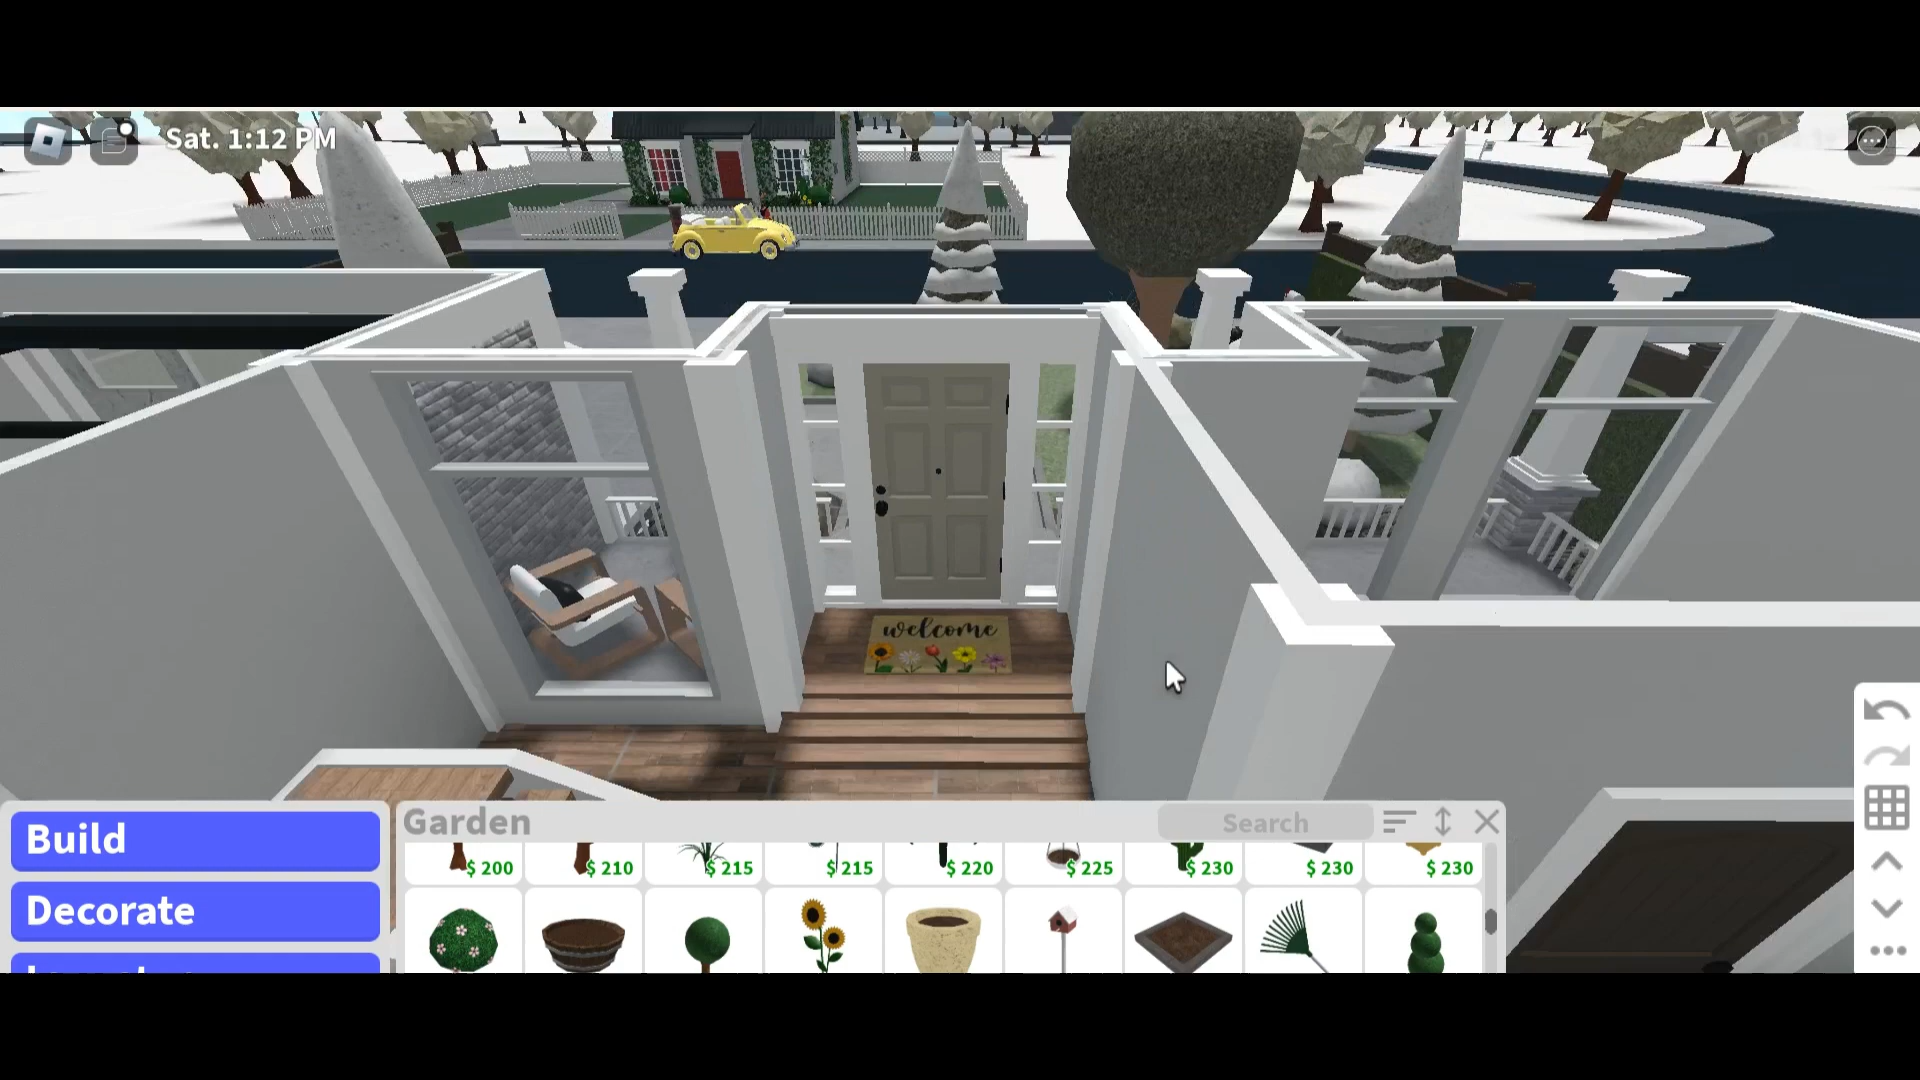 Sat. 1:12 PM
welcome
Build
Decorate
Garden
Search
$ 200
$ 210
$ 215
$ 215
$ 220
$ 225
$ 230
$ 230
$ 230